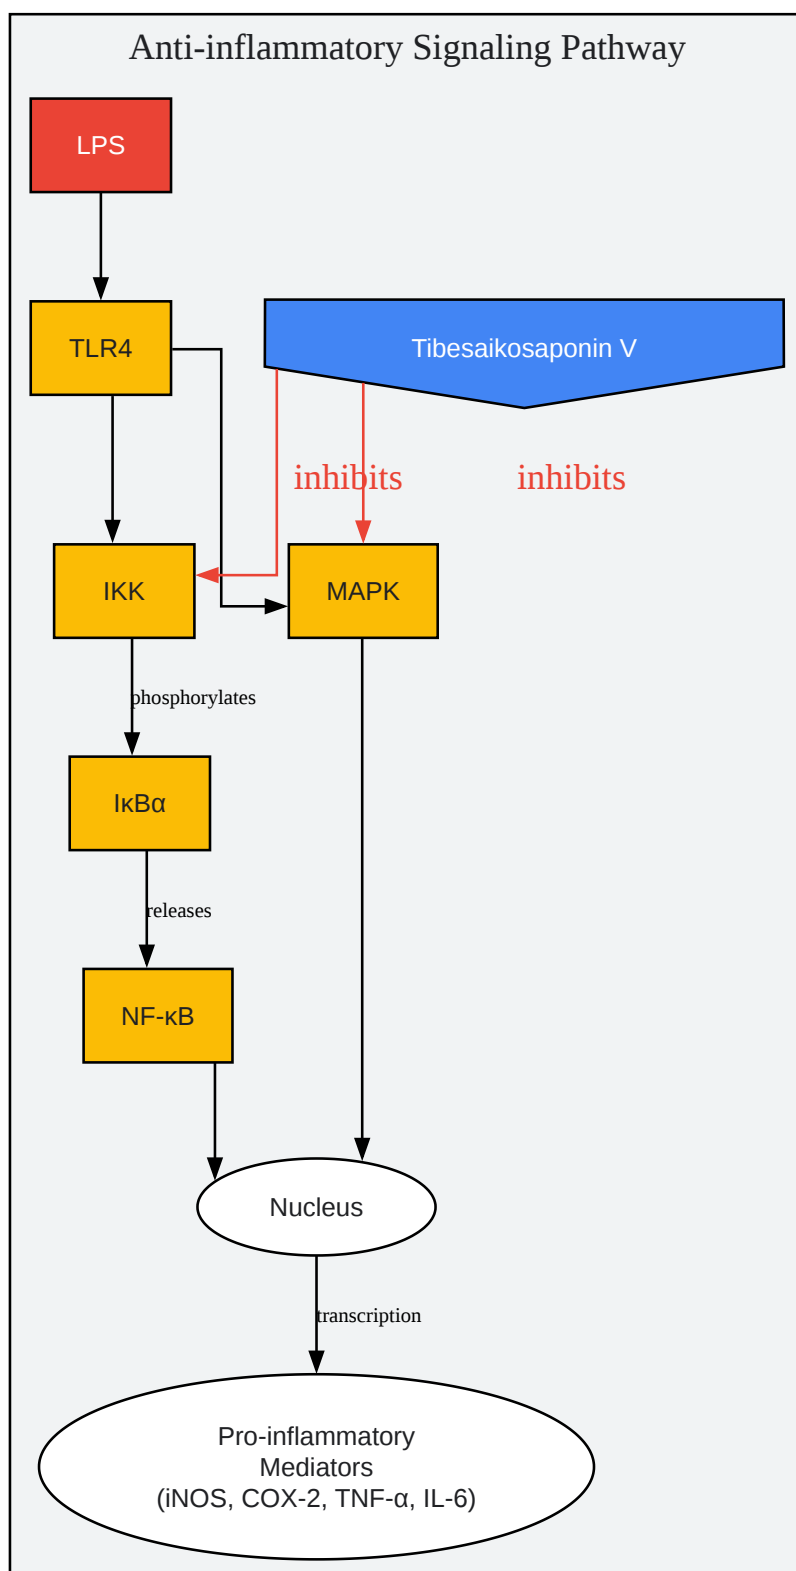 Anti-inflammatory Signaling Pathway
LPS
TLR4
Tibesaikosaponin V
inhibits
inhibits
IKK
MAPK
phosphorylates
IκBα
releases
NF-κB
Nucleus
transcription
Pro-inflammatory
Mediators
(iNOS, COX-2, TNF-α, IL-6)